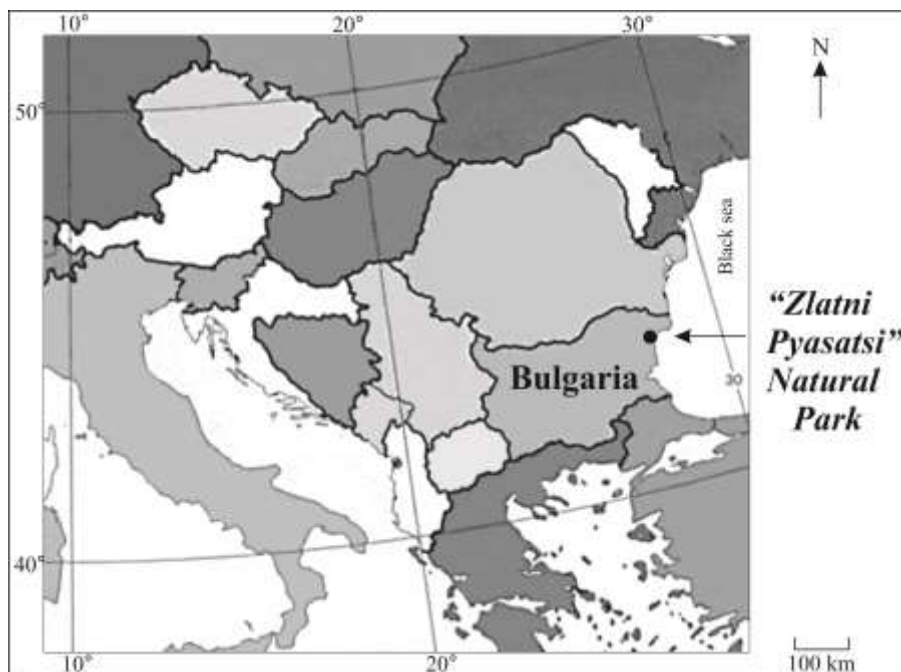 10°
20°
30°
N
50°
Black sea
“Zlatni
Pyasatsi”
Natural
Park
Bulgaria
30
40°
10°
20°
100 km